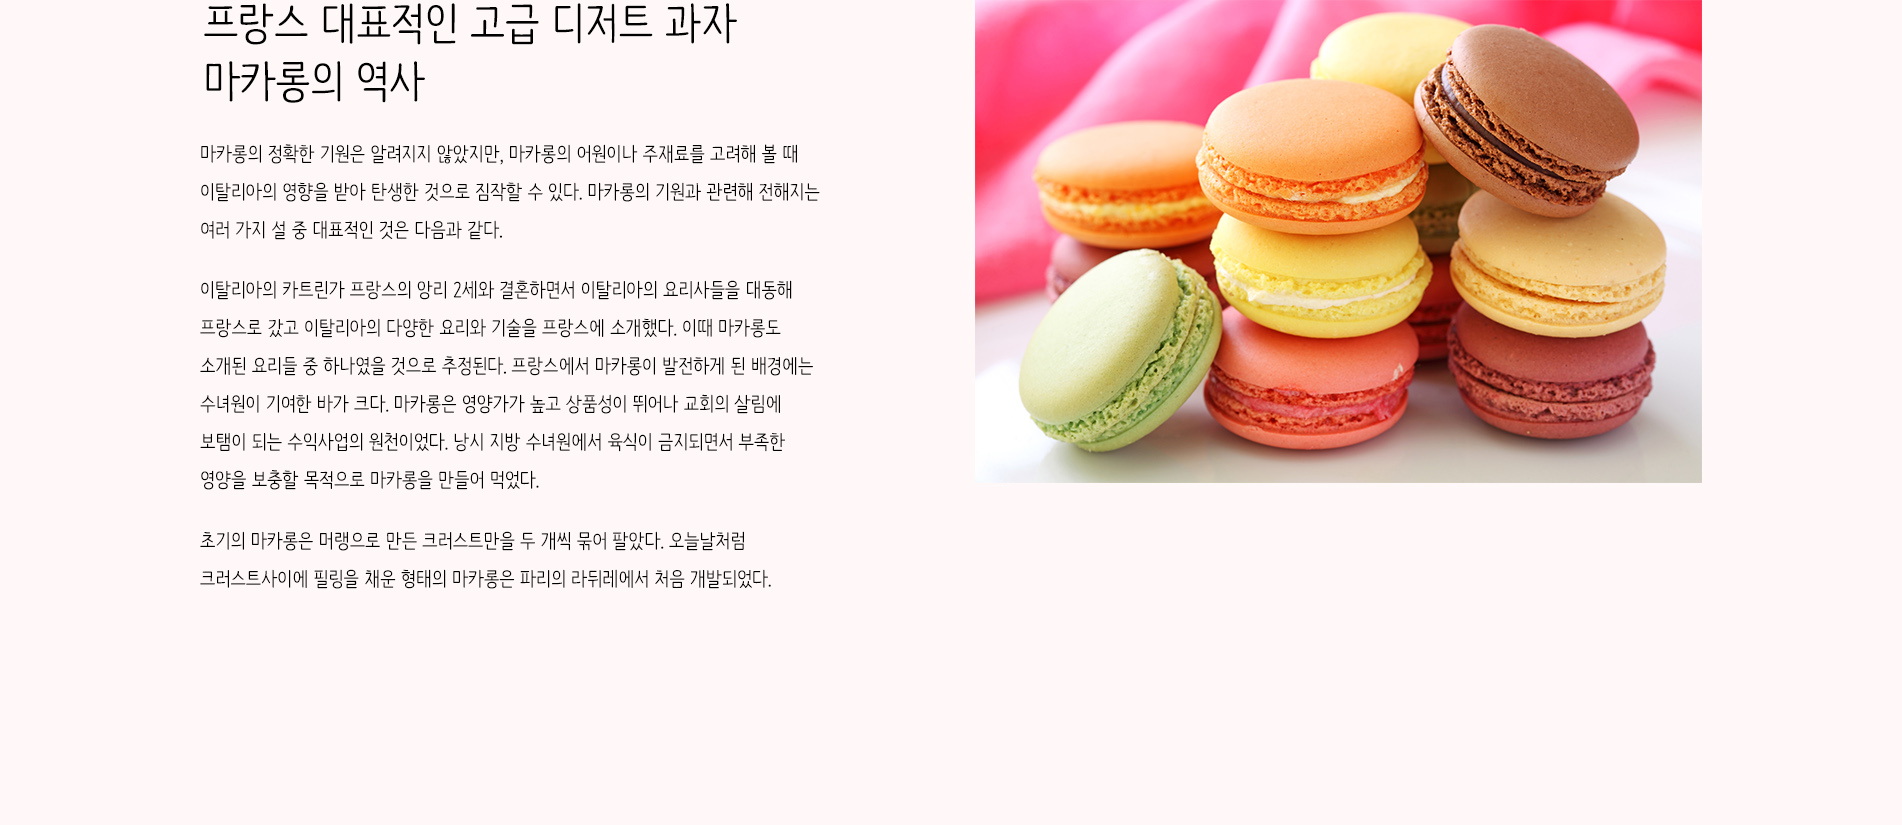 프랑스 대표적인 고급 디저트 과자
마카롱의 역사
마카롱의 정확한 기원은 알려지지 않았지만, 마카롱의 어원이나 주재료를 고려해 볼 때
이탈리아의 영향을 받아 탄생한 것으로 짐작할 수 있다. 마카롱의 기원과 관련해 전해지는
여러 가지 설 중 대표적인 것은 다음과 같다.
이탈리아의 카트린가 프랑스의 앙리 2세와 결혼하면서 이탈리아의 요리사들을 대동해
프랑스로 갔고 이탈리아의 다양한 요리와 기술을 프랑스에 소개했다. 이때 마카롱도
소개된 요리들 중 하나였을 것으로 추정된다. 프랑스에서 마카롱이 발전하게 된 배경에는
수녀원이 기여한 바가 크다. 마카롱은 영양가가 높고 상품성이 뛰어나 교회의 살림에
보탬이 되는 수익사업의 원천이었다. 낭시 지방 수녀원에서 육식이 금지되면서 부족한
영양을 보충할 목적으로 마카롱을 만들어 먹었다.
초기의 마카롱은 머랭으로 만든 크러스트만을 두 개씩 묶어 팔았다. 오늘날처럼
크러스트사이에 필링을 채운 형태의 마카롱은 파리의 라뒤레에서 처음 개발되었다.